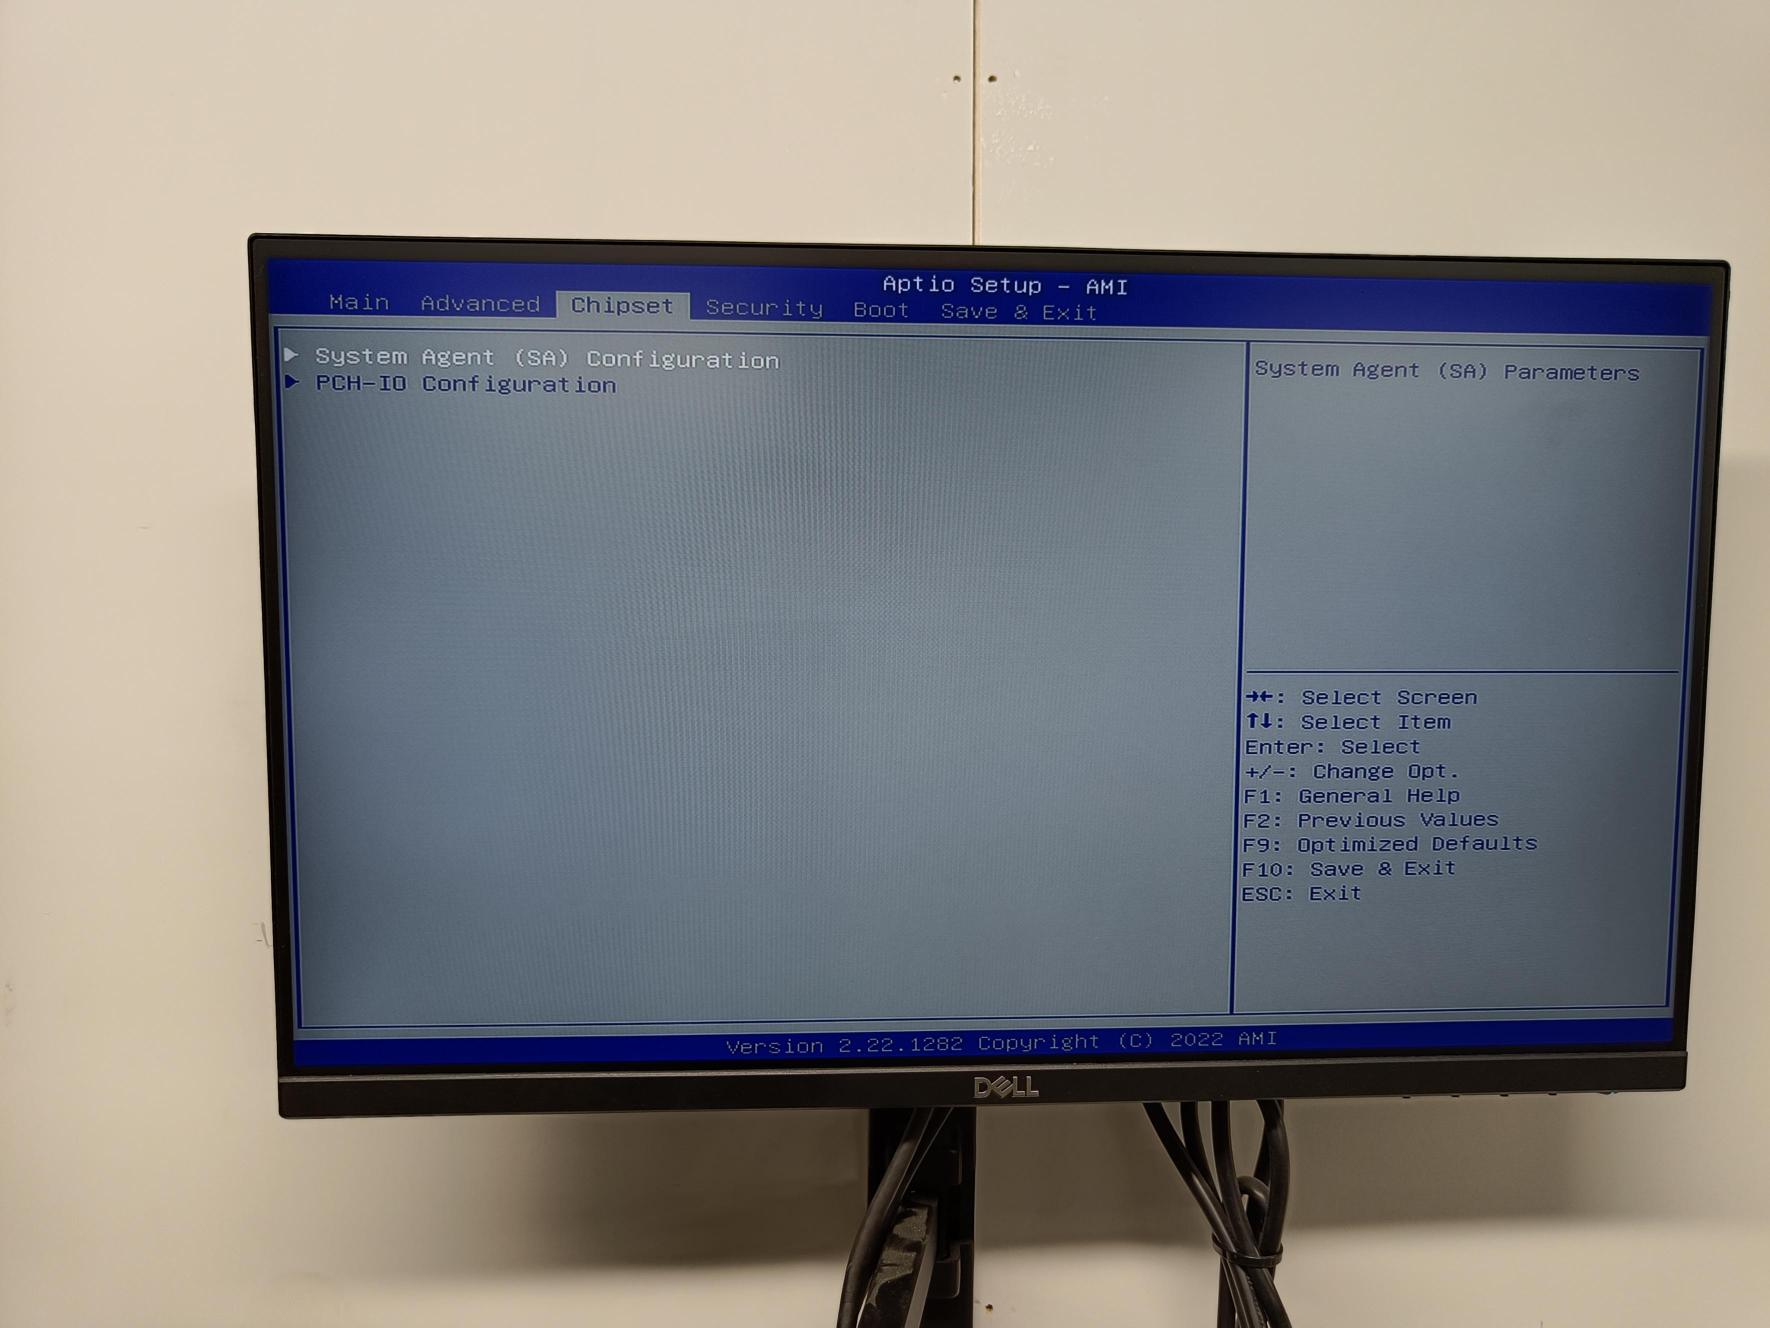 Aptio Setup - AMI
Main Advanced Chipset Security Boot Save & Exit
System Agent (SA) Configuration
PCH-IO Configuration
System Agent (SA) Parameters
→←: Select Screen
↑↓: Select Item
Enter: Select
+/-: Change Opt.
F1: General Help
F2: Previous Values
F9: Optimized Defaults
F10: Save & Exit
ESC: Exit
Version 2.22.1282 Copyright (C) 2022 AMI
DELL